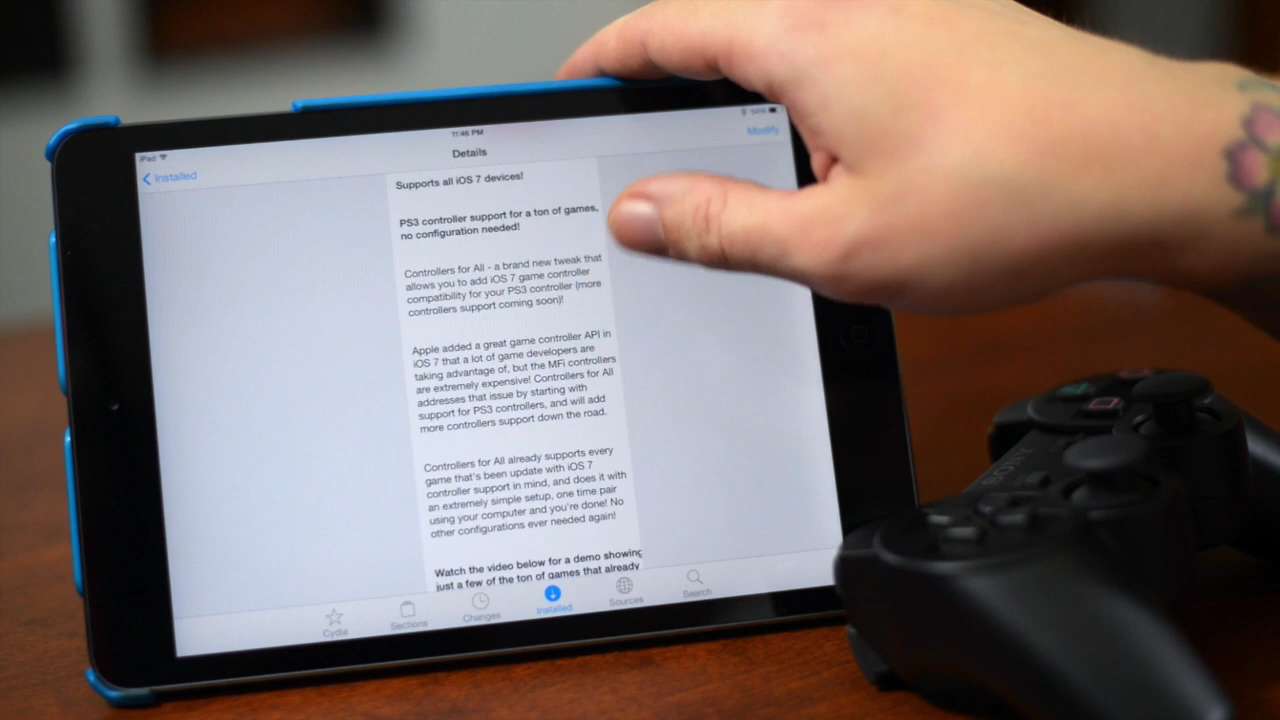 iPad
11:46 PM
Installed
Details
Modify
Supports all iOS 7 devices!
PS3 controller support for a ton of games,
no configuration needed!
Controllers for All - a brand new tweak that
allows you to add iOS 7 game controller
compatibility for your PS3 controller (more
controllers support coming soon)!
Apple added a great game controller API in
iOS 7 that a lot of game developers are
taking advantage of, but the MFi controllers
are extremely expensive! Controllers for All
addresses that issue by starting with
support for PS3 controllers, and will add
more controllers support down the road.
Controllers for All already supports every
game that's been update with iOS 7
controller support in mind, and does it with
an extremely simple setup, one time pair
using your computer and you're done! No
other configurations ever needed again!
Watch the video below for a demo showing
just a few of the ton of games that already
Cydia
Sections
Changes
Installed
Sources
Search
SONY